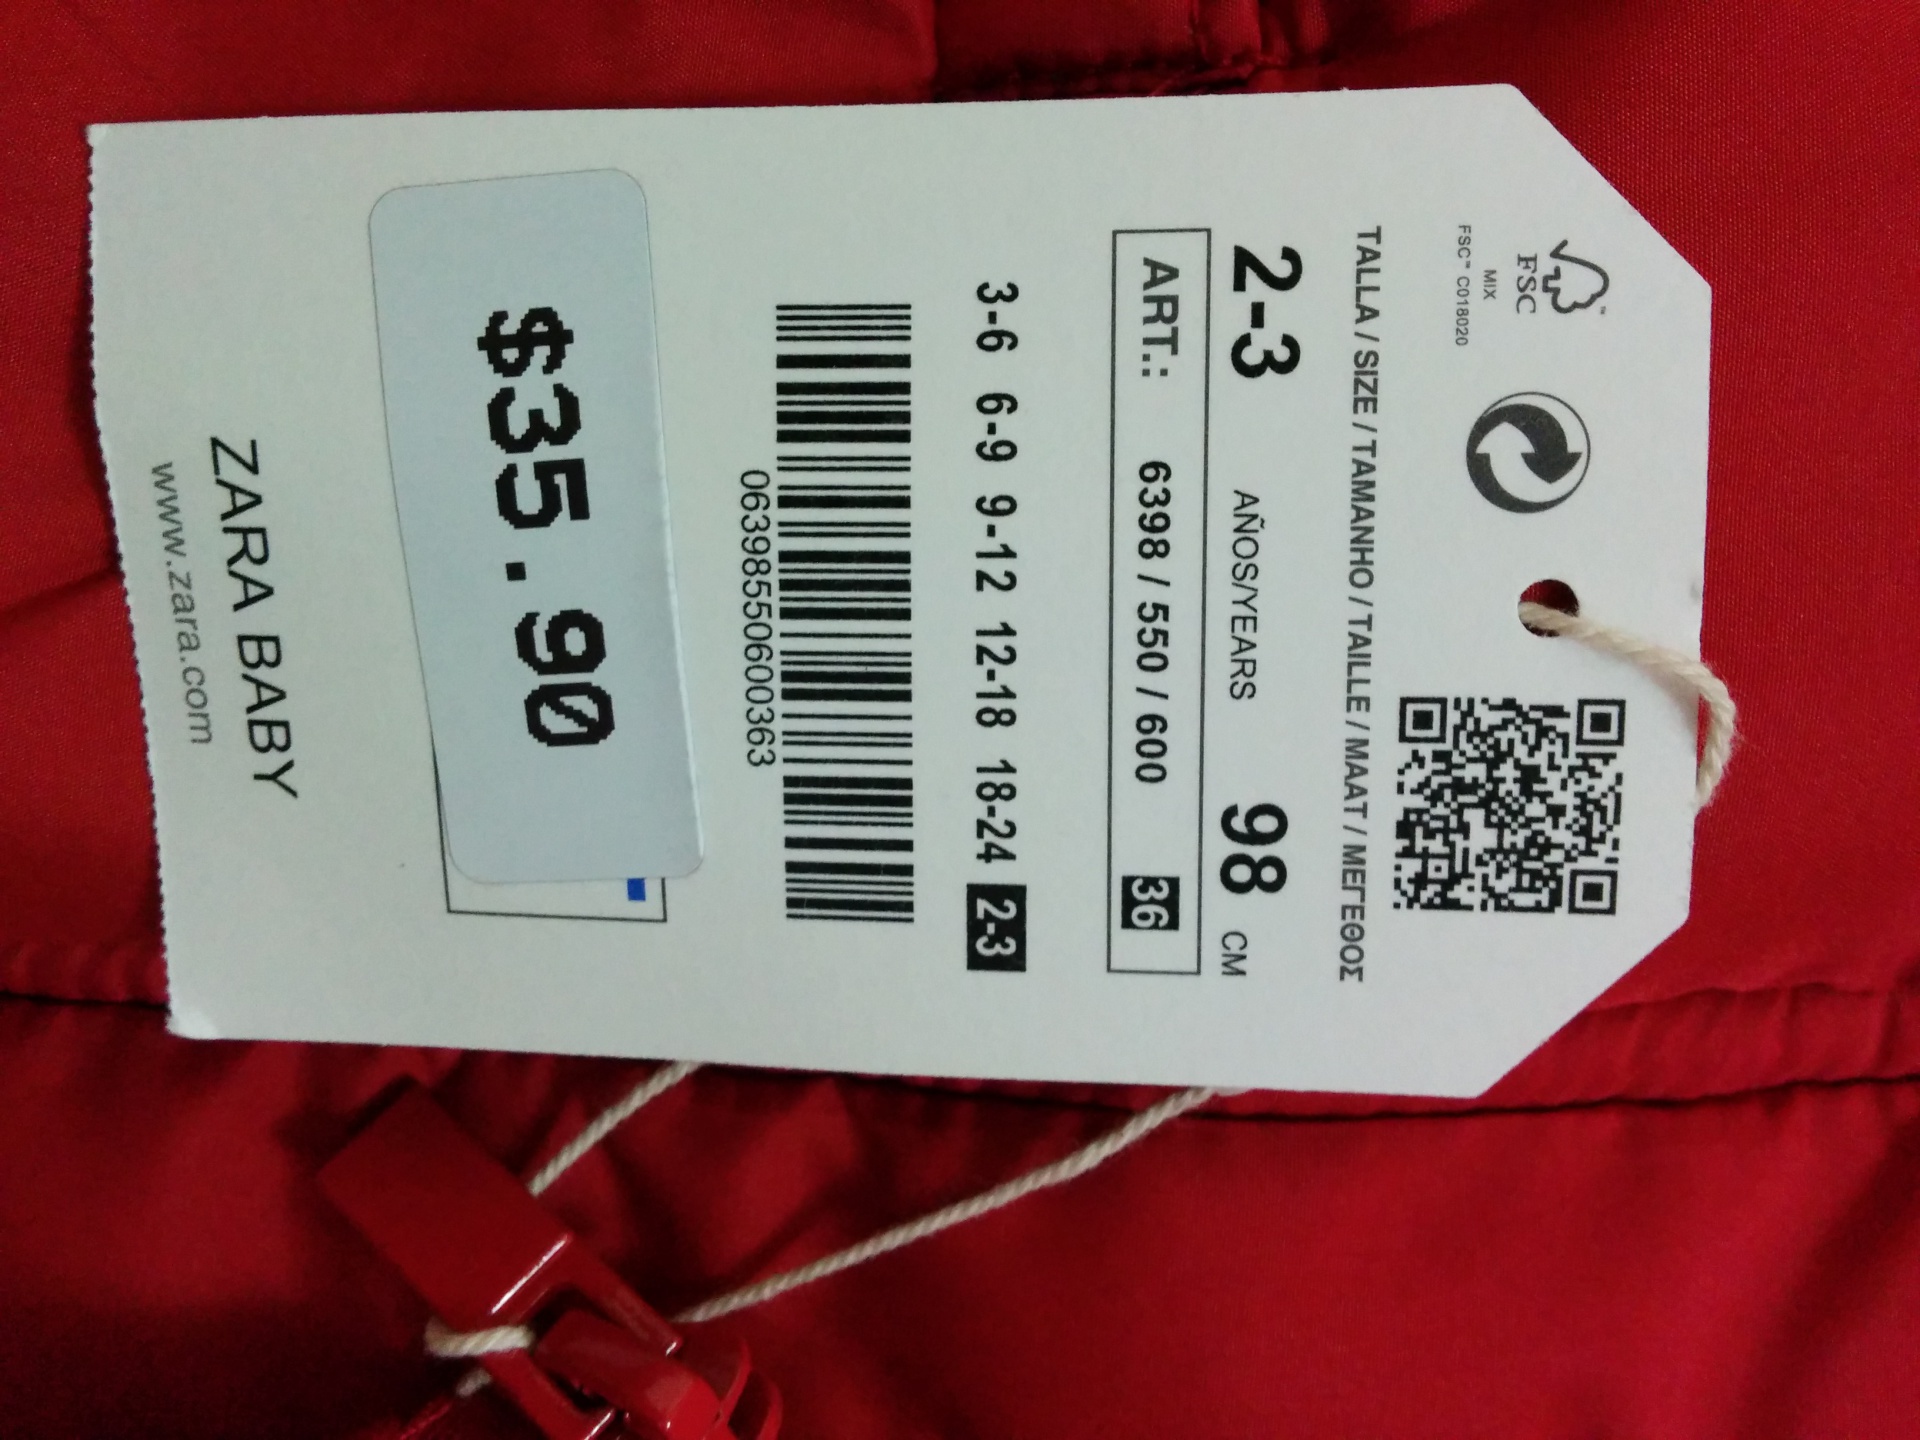 FSC™
MIX
FSC™ C018020
TALLA / SIZE / TAMANHO / TAILLE / MAAT / ΜΕΓΕΘΟΣ
2-3 AÑOS/YEARS 98 CM
ART.: 6398 / 550 / 600 36
3-6 6-9 9-12 12-18 18-24 2-3
06398550600363
$35.90
ZARA BABY
www.zara.com